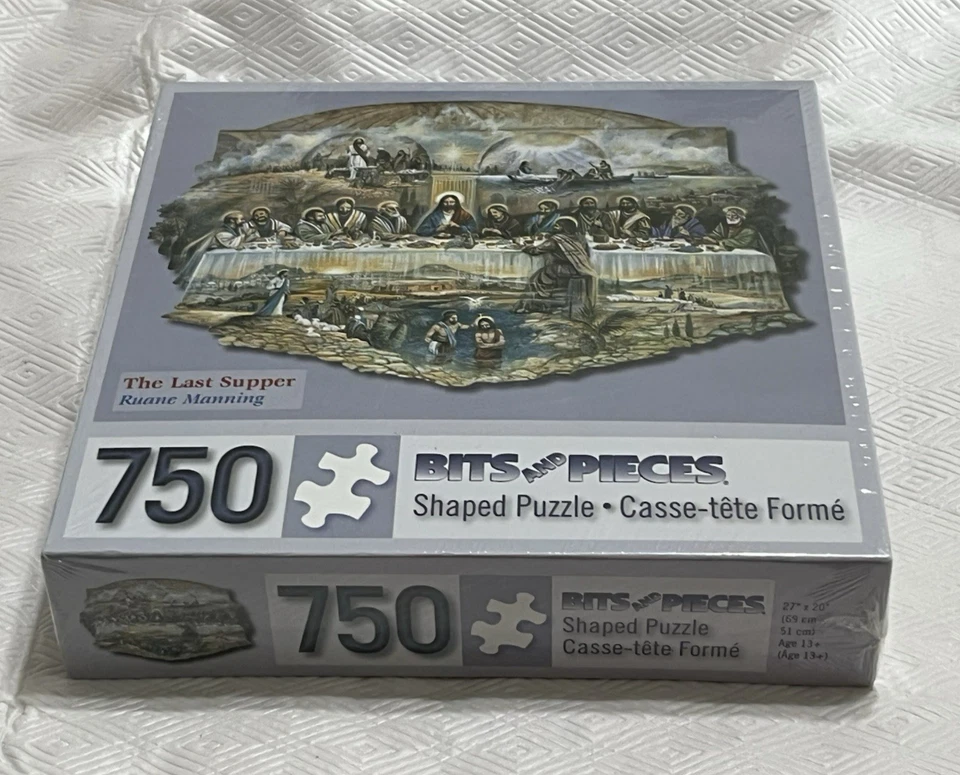 The Last Supper
Ruane Manning
750
BITS AND PIECES®
Shaped Puzzle • Casse-tête Formé
750
BITS AND PIECES
Shaped Puzzle
Casse-tête Formé
27" x 20"
(69 cm
51 cm)
Age 13+
(Âge 13+)